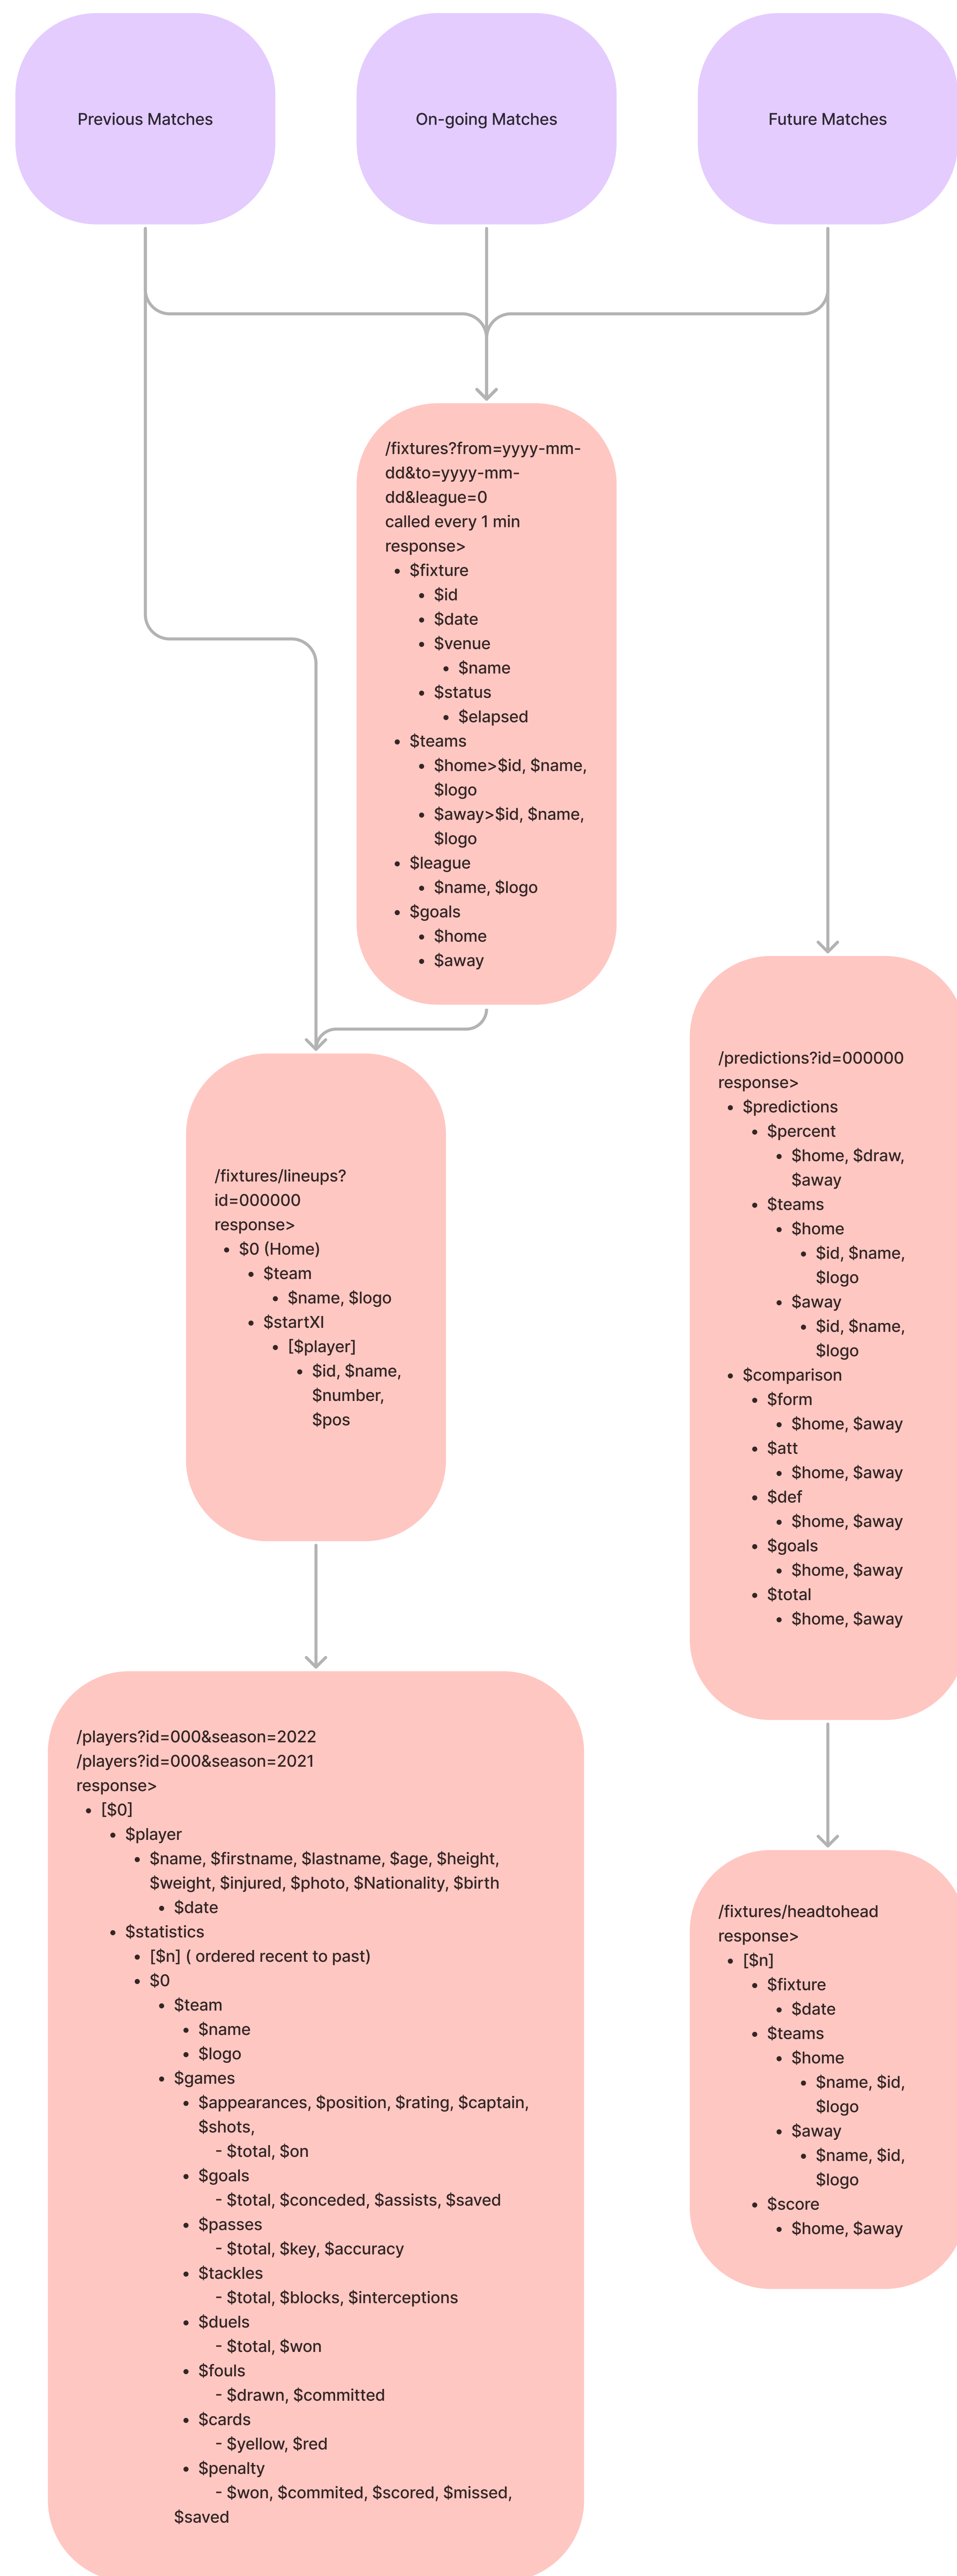 Previous Matches
On-going Matches
Future Matches
/fixtures?from=yyyy-mm-
dd&to=yyyy-mm-
dd&league=0
called every 1 min
response>
• $fixture
• $id
• $date
• $venue
• $name
• $status
• $elapsed
• $teams
• $home>$id, $name,
$logo
• $away>$id, $name,
$logo
• $league
• $name, $logo
• $goals
• $home
• $away
/predictions?id=000000
response>
• $predictions
• $percent
• $home, $draw,
$away
• $teams
• $home
• $id, $name,
$logo
• $away
• $id, $name,
$logo
• $comparison
• $form
• $home, $away
• $att
• $home, $away
• $def
• $home, $away
• $goals
• $home, $away
• $total
• $home, $away
/fixtures/lineups?
id=000000
response>
• $0 (Home)
• $team
• $name, $logo
• $startXI
• [$player]
• $id, $name,
$number,
$pos
/players?id=000&season=2022
/players?id=000&season=2021
response>
• [$0]
• $player
• $name, $firstname, $lastname, $age, $height,
$weight, $injured, $photo, $Nationality, $birth
• $date
• $statistics
• [$n] ( ordered recent to past)
• $0
• $team
• $name
• $logo
• $games
• $appearances, $position, $rating, $captain,
$shots,
- $total, $on
• $goals
- $total, $conceded, $assists, $saved
• $passes
- $total, $key, $accuracy
• $tackles
- $total, $blocks, $interceptions
• $duels
- $total, $won
• $fouls
- $drawn, $committed
• $cards
- $yellow, $red
• $penalty
- $won, $commited, $scored, $missed,
$saved
/fixtures/headtohead
response>
• [$n]
• $fixture
• $date
• $teams
• $home
• $name, $id,
$logo
• $away
• $name, $id,
$logo
• $score
• $home, $away